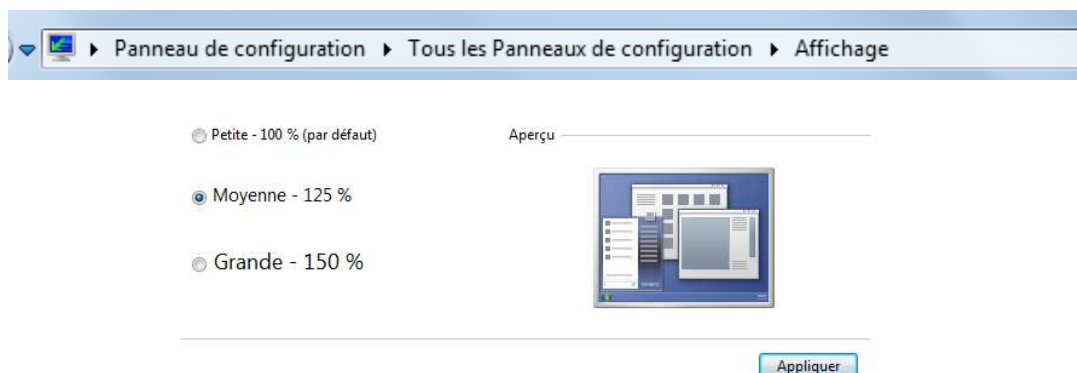 Panneau de configuration ▸ Tous les Panneaux de configuration ▸ Affichage
Petite - 100 % (par défaut)
Aperçu
Moyenne - 125 %
Grande - 150 %
Appliquer